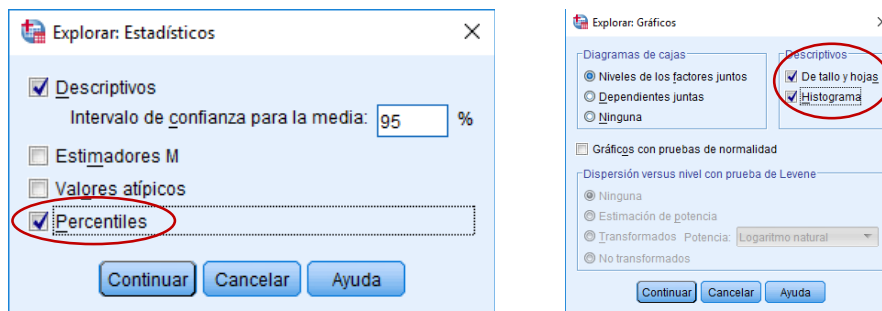 Explorar: Estadísticos
Descriptivos
Intervalo de confianza para la media: 95 %
Estimadores M
Valores atípicos
Percentiles
Continuar Cancelar Ayuda
Explorar: Gráficos
Diagramas de cajas
Niveles de los factores juntos
Dependientes juntas
Ninguna
Descriptivos
De tallo y hojas
Histograma
Gráficos con pruebas de normalidad
Dispersión versus nivel con prueba de Levene
Ninguna
Estimación de potencia
Transformados Potencia: Logaritmo natural
No transformados
Continuar Cancelar Ayuda